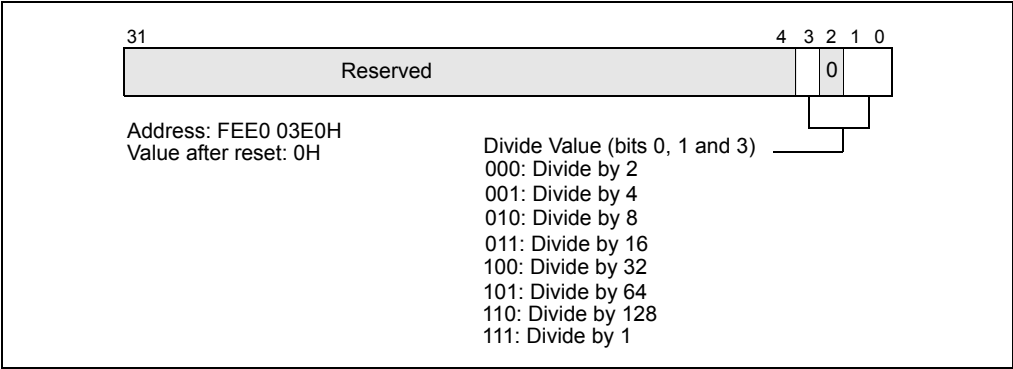 31 4 3 2 1 0
Reserved 0
Address: FEE0 03E0H
Value after reset: 0H
Divide Value (bits 0, 1 and 3)
000: Divide by 2
001: Divide by 4
010: Divide by 8
011: Divide by 16
100: Divide by 32
101: Divide by 64
110: Divide by 128
111: Divide by 1